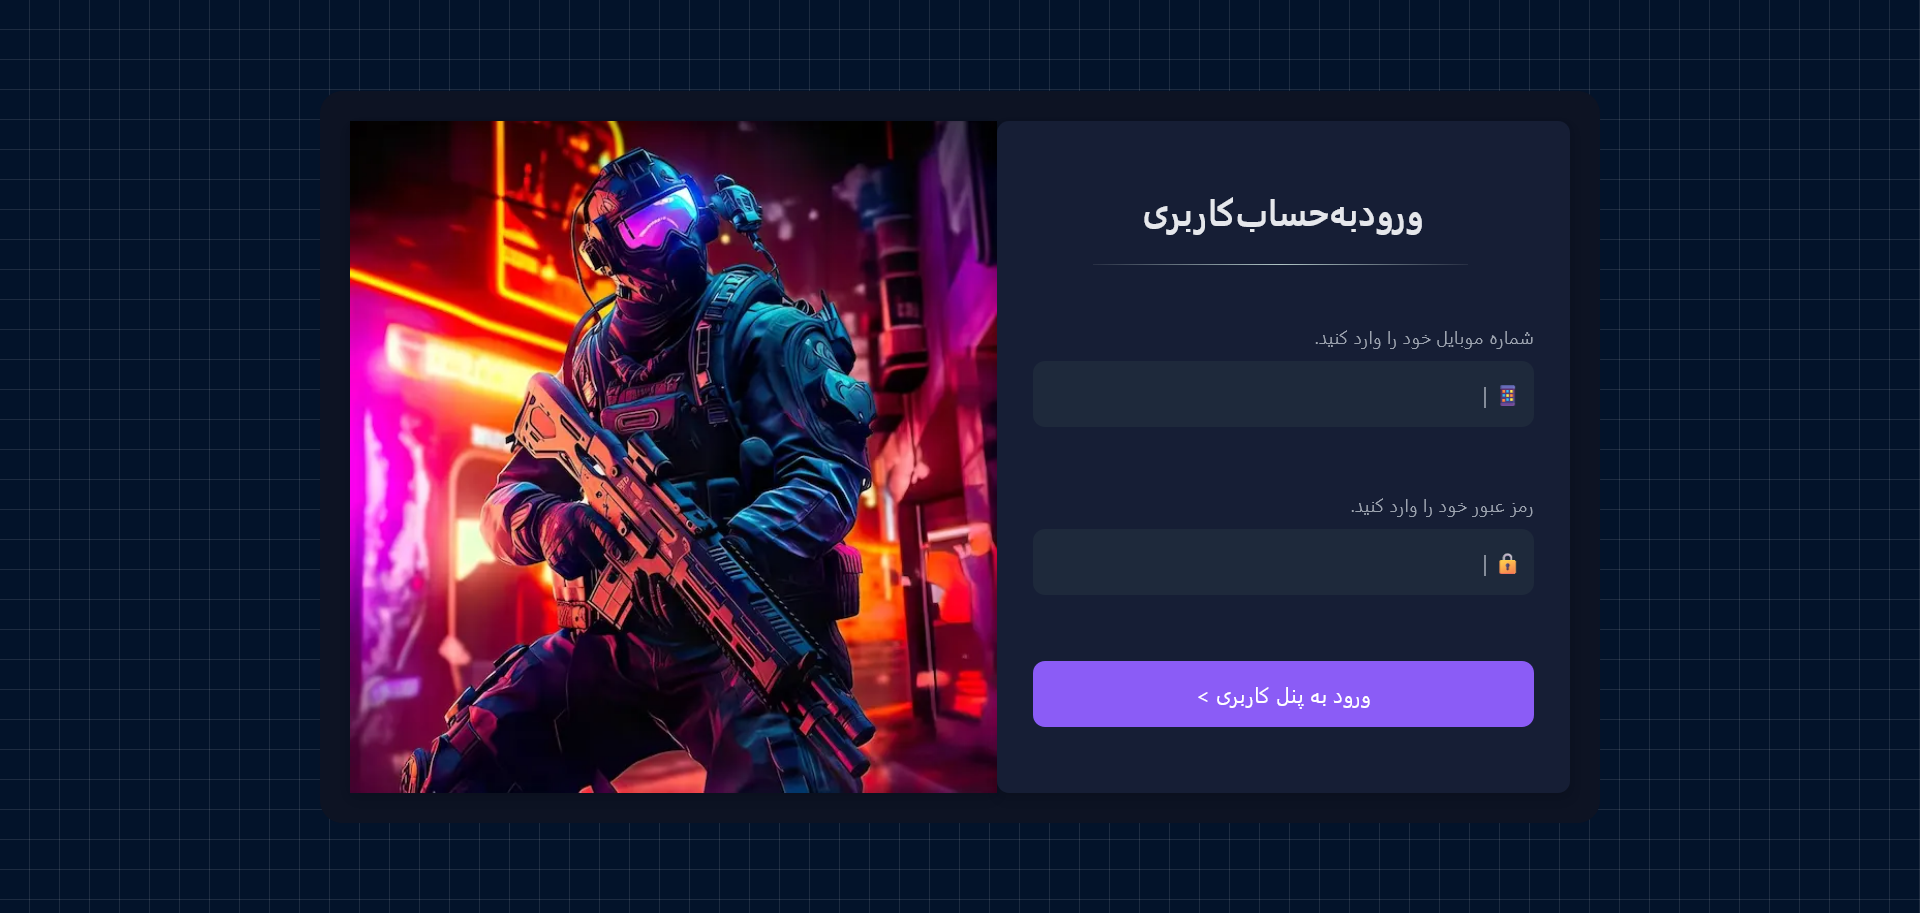 ورودبه‌حساب‌کاربری
شماره موبایل خود را وارد کنید.
📱 |
رمز عبور خود را وارد کنید.
🔒 |
ورود به پنل کاربری >